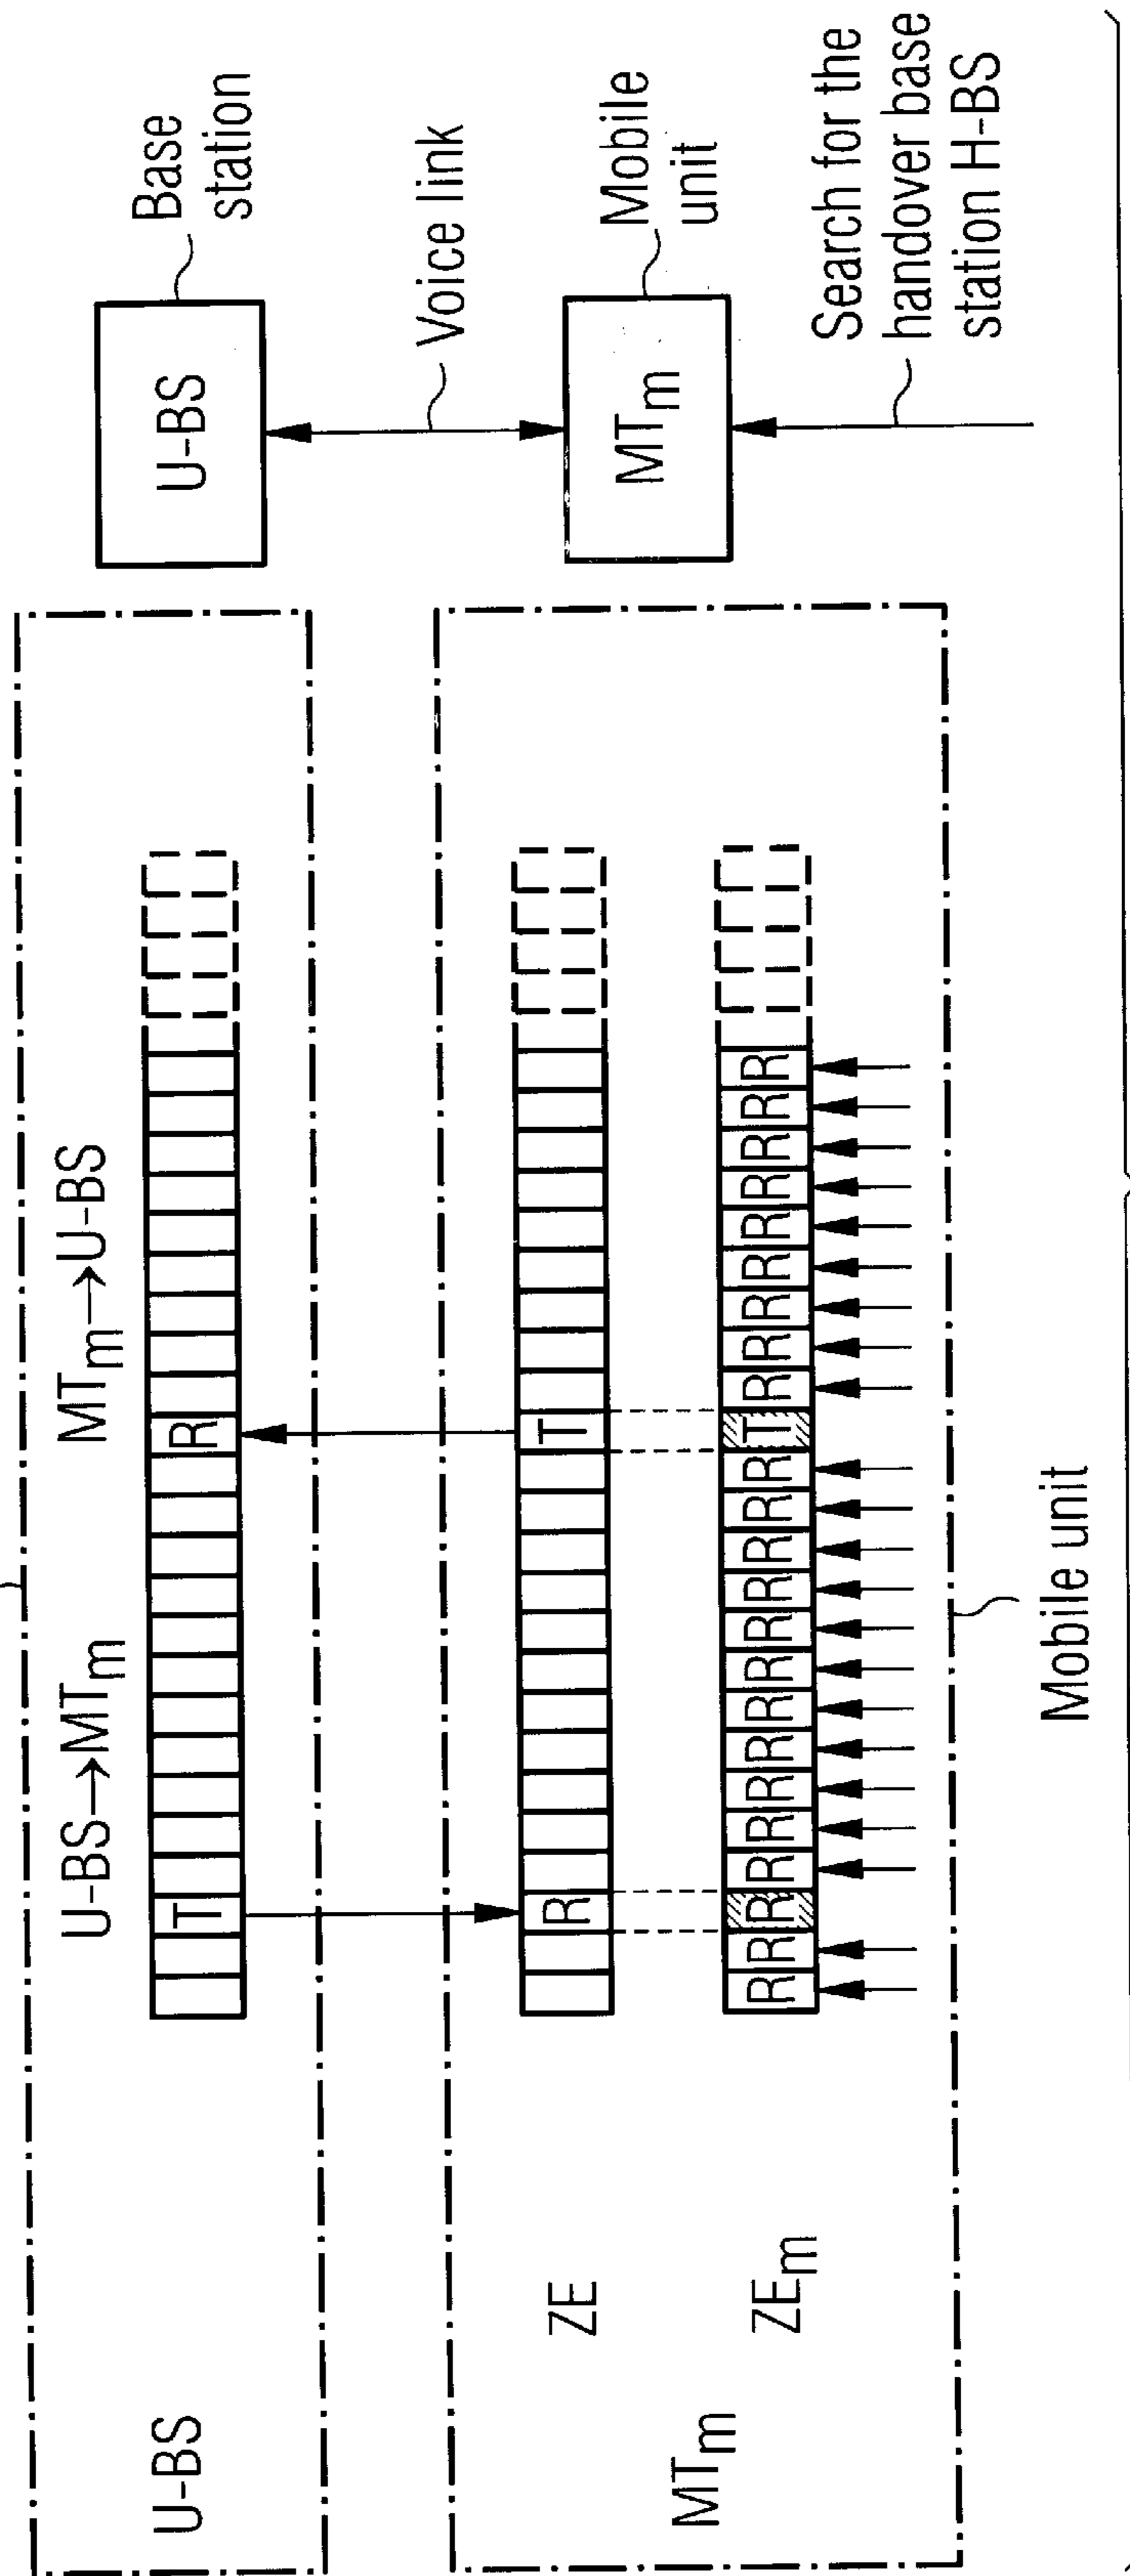 U-BS→MTm
MTm→U-BS
U-BS
T
R
U-BS
Base
station
Voice link
ZE
R
T
MTm
Mobile
unit
MTm
ZEm
R R R R R R R R R R R R R R T R R R R R R R R R
Search for the
handover base
station H-BS
Mobile unit